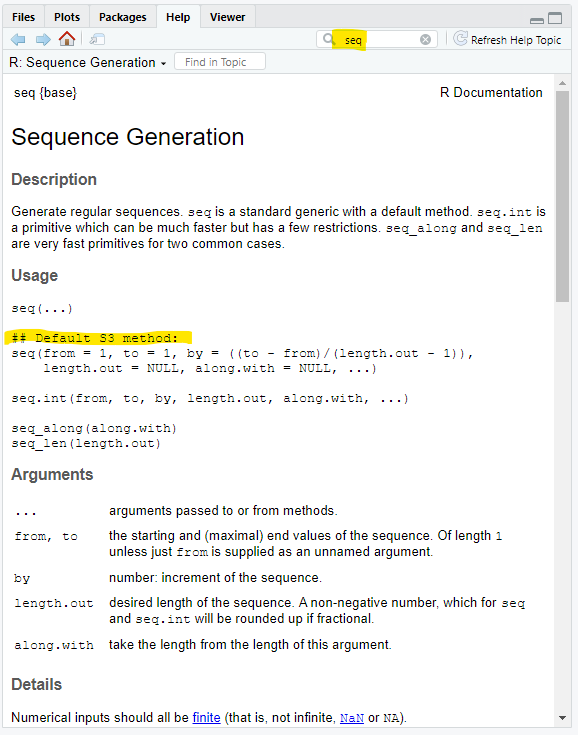 Files Plots Packages Help Viewer
seq Refresh Help Topic
R: Sequence Generation Find in Topic
seq {base} R Documentation
Sequence Generation
Description
Generate regular sequences. seq is a standard generic with a default method. seq.int is
a primitive which can be much faster but has a few restrictions. seq_along and seq_len
are very fast primitives for two common cases.
Usage
seq(...)
## Default S3 method:
seq(from = 1, to = 1, by = ((to - from)/(length.out - 1)),
    length.out = NULL, along.with = NULL, ...)
seq.int(from, to, by, length.out, along.with, ...)
seq_along(along.with)
seq_len(length.out)
Arguments
... arguments passed to or from methods.
from, to the starting and (maximal) end values of the sequence. Of length 1
unless just from is supplied as an unnamed argument.
by number: increment of the sequence.
length.out desired length of the sequence. A non-negative number, which for seq
and seq.int will be rounded up if fractional.
along.with take the length from the length of this argument.
Details
Numerical inputs should all be finite (that is, not infinite, NaN or NA).